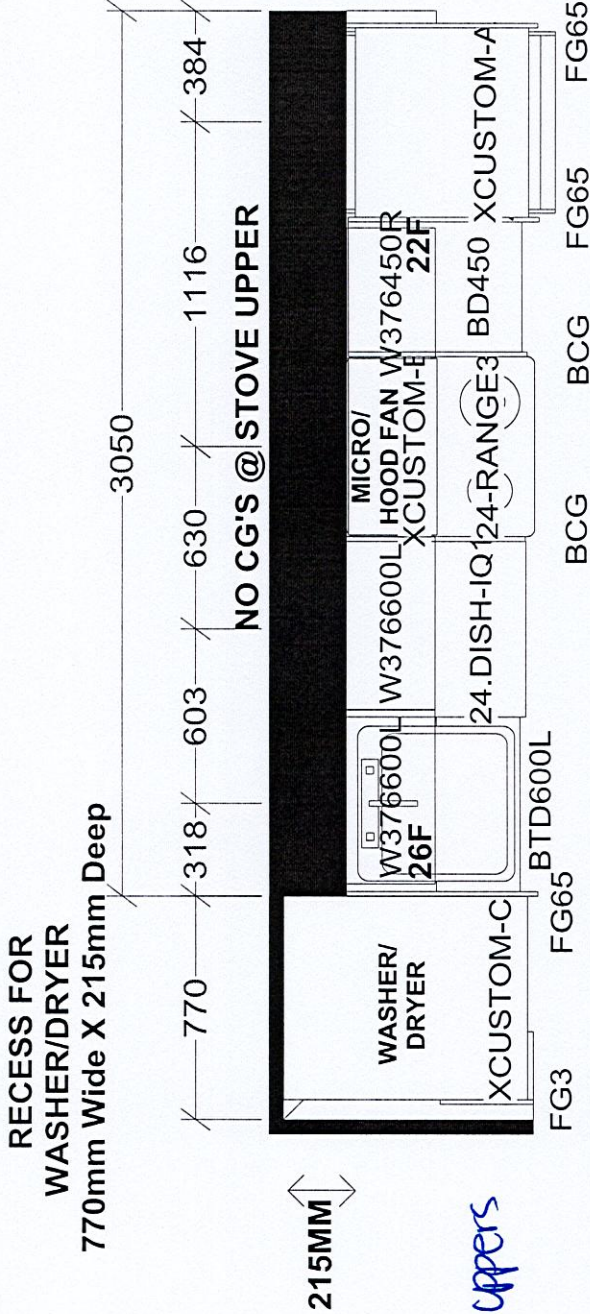 RECESS FOR
WASHER/DRYER
770mm Wide X 215mm Deep
3050
770
318
603
630
1116
384
NO CG'S @ STOVE UPPER
215MM
WASHER/
DRYER
XCUSTOM-C
W376600L
26F
W376600L
24.DISH-IQ1
MICRO/
HOOD FAN
XCUSTOM-B
24-RANGE3
W376450R
22F
BD450
XCUSTOM-A
BTD600L
FG3
FG65
BCG
BCG
FG65
FG65
uppers